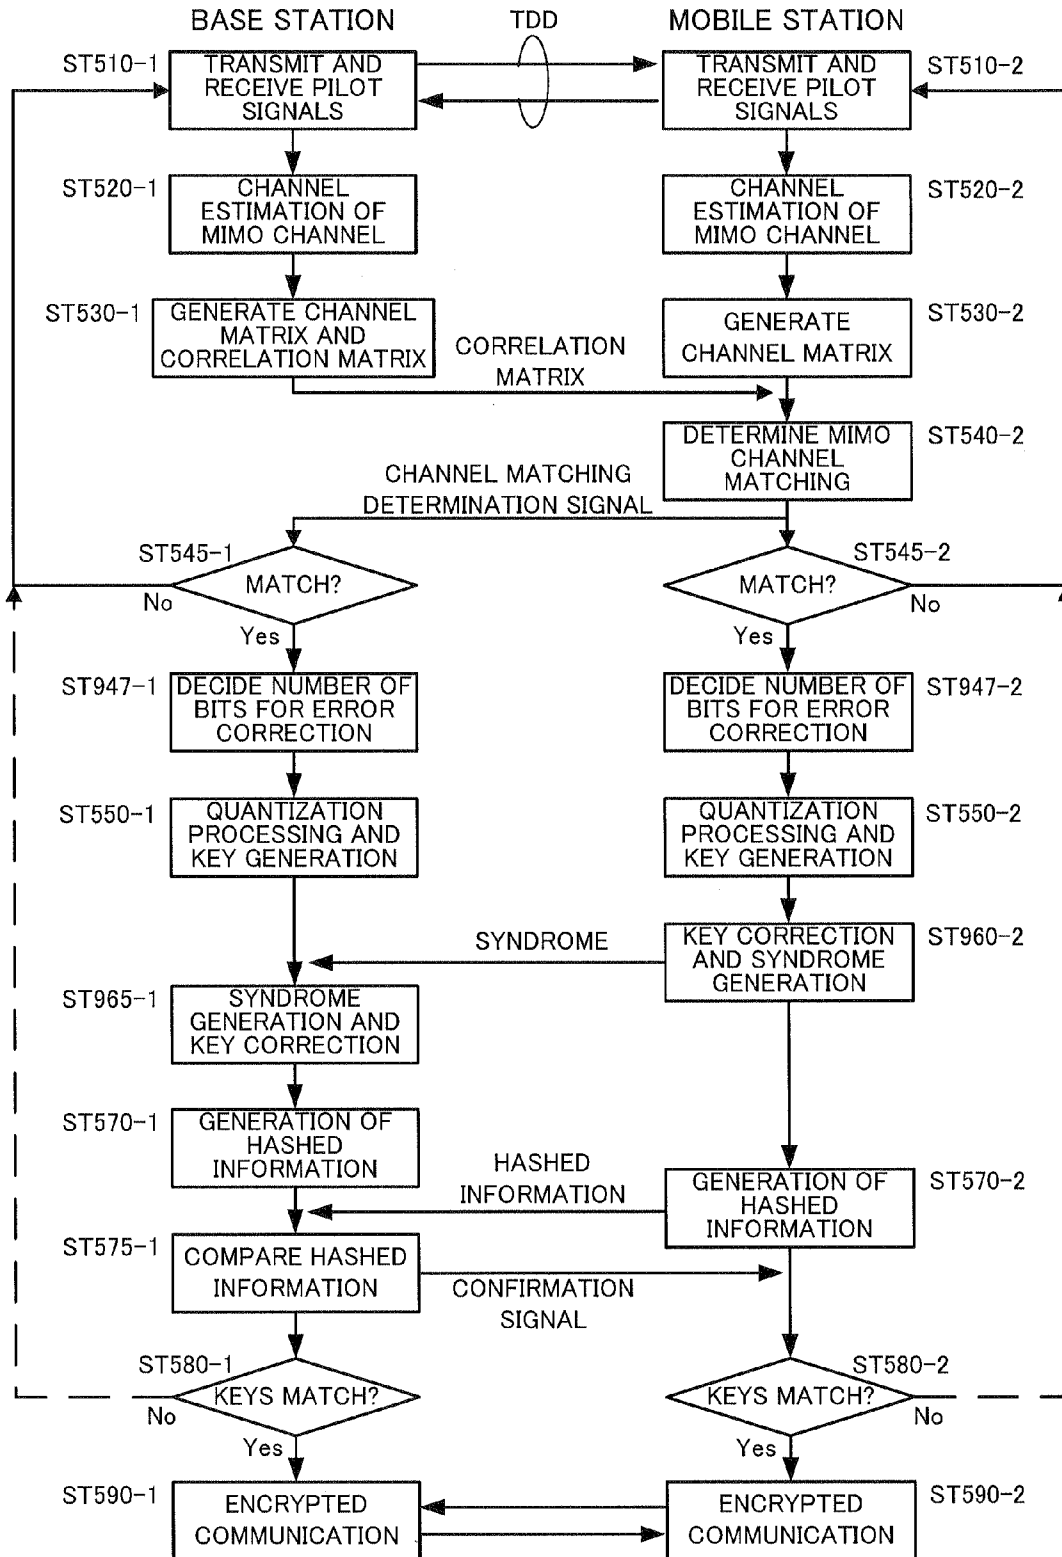 BASE STATION
TDD
MOBILE STATION
ST510-1
TRANSMIT AND
RECEIVE PILOT
SIGNALS
TRANSMIT AND
RECEIVE PILOT
SIGNALS
ST510-2
ST520-1
CHANNEL
ESTIMATION OF
MIMO CHANNEL
CHANNEL
ESTIMATION OF
MIMO CHANNEL
ST520-2
ST530-1
GENERATE CHANNEL
MATRIX AND
CORRELATION MATRIX
CORRELATION
MATRIX
GENERATE
CHANNEL MATRIX
ST530-2
DETERMINE MIMO
CHANNEL
MATCHING
ST540-2
CHANNEL MATCHING
DETERMINATION SIGNAL
ST545-1
MATCH?
No
Yes
ST545-2
MATCH?
No
Yes
ST947-1
DECIDE NUMBER OF
BITS FOR ERROR
CORRECTION
DECIDE NUMBER OF
BITS FOR ERROR
CORRECTION
ST947-2
ST550-1
QUANTIZATION
PROCESSING AND
KEY GENERATION
QUANTIZATION
PROCESSING AND
KEY GENERATION
ST550-2
SYNDROME
KEY CORRECTION
AND SYNDROME
GENERATION
ST960-2
ST965-1
SYNDROME
GENERATION AND
KEY CORRECTION
ST570-1
GENERATION OF
HASHED
INFORMATION
HASHED
INFORMATION
GENERATION OF
HASHED
INFORMATION
ST570-2
ST575-1
COMPARE HASHED
INFORMATION
CONFIRMATION
SIGNAL
ST580-1
KEYS MATCH?
No
Yes
ST580-2
KEYS MATCH?
No
Yes
ST590-1
ENCRYPTED
COMMUNICATION
ENCRYPTED
COMMUNICATION
ST590-2